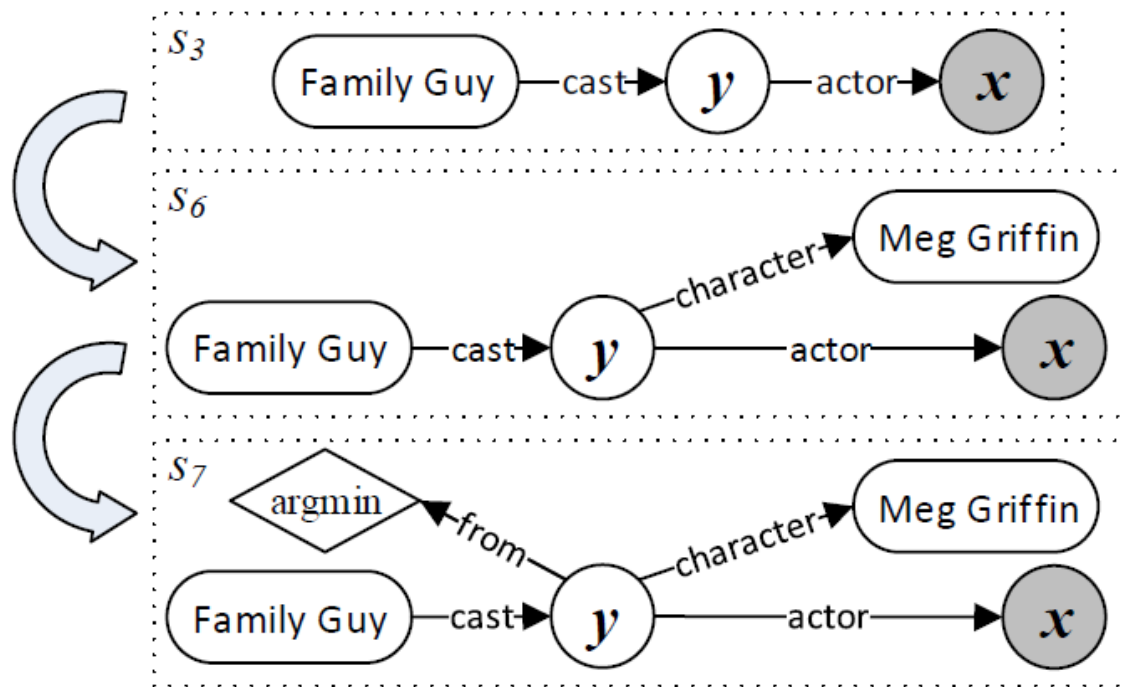 S3
Family Guy cast y actor x
S6
Meg Griffin
character
Family Guy cast y actor x
S7
argmin
Meg Griffin
from
character
Family Guy cast y actor x